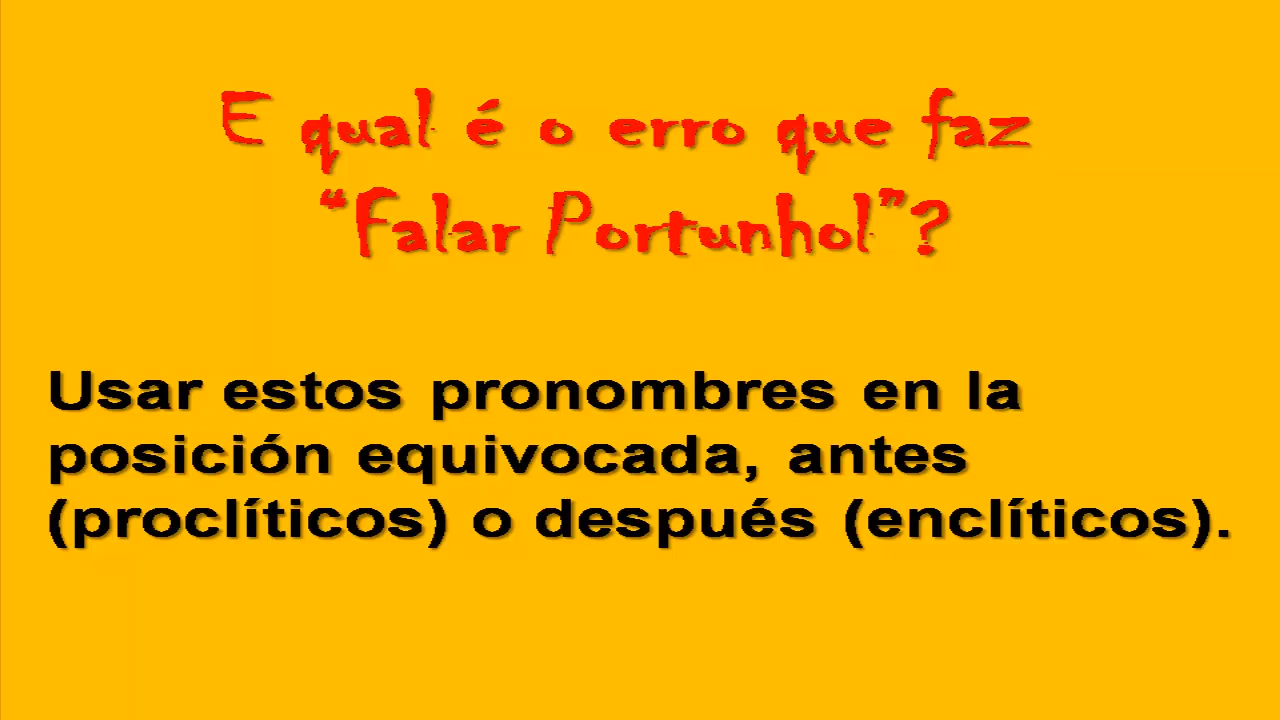 E qual é o erro que faz
“Falar Portunhol”?
Usar estos pronombres en la
posición equivocada, antes
(proclíticos) o después (enclíticos).